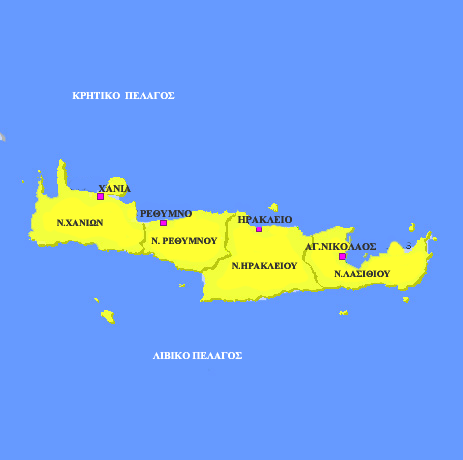 ΚΡΗΤΙΚΟ ΠΕΛΑΓΟΣ
ΧΑΝΙΑ
ΡΕΘΥΜΝΟ
ΗΡΑΚΛΕΙΟ
Ν.ΧΑΝΙΩΝ
Ν. ΡΕΘΥΜΝΟΥ
ΑΓ.ΝΙΚΟΛΑΟΣ
Ν.ΗΡΑΚΛΕΙΟΥ
Ν.ΛΑΣΙΘΙΟΥ
ΛΙΒΙΚΟ ΠΕΛΑΓΟΣ